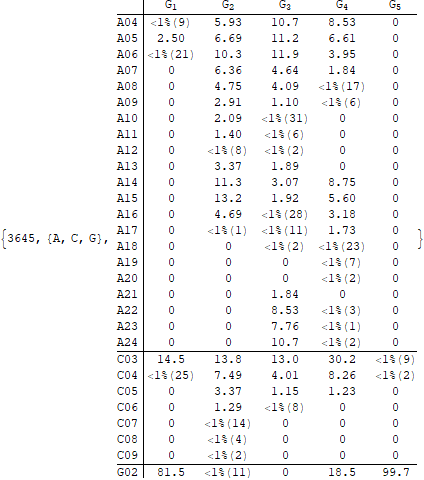 G1 G2 G3 G4 G5
A04 <1%(9) 5.93 10.7 8.53 0
A05 2.50 6.69 11.2 6.61 0
A06 <1%(21) 10.3 11.9 3.95 0
A07 0 6.36 4.64 1.84 0
A08 0 4.75 4.09 <1%(17) 0
A09 0 2.91 1.10 <1%(6) 0
A10 0 2.09 <1%(31) 0 0
A11 0 1.40 <1%(6) 0 0
A12 0 <1%(8) <1%(2) 0 0
A13 0 3.37 1.89 0 0
A14 0 11.3 3.07 8.75 0
A15 0 13.2 1.92 5.60 0
A16 0 4.69 <1%(28) 3.18 0
A17 0 <1%(1) <1%(11) 1.73 0
{3645, {A, C, G}, A18 0 0 <1%(2) <1%(23) 0 }
A19 0 0 0 <1%(7) 0
A20 0 0 0 <1%(2) 0
A21 0 0 1.84 0 0
A22 0 0 8.53 <1%(3) 0
A23 0 0 7.76 <1%(1) 0
A24 0 0 10.7 <1%(2) 0
C03 14.5 13.8 13.0 30.2 <1%(9)
C04 <1%(25) 7.49 4.01 8.26 <1%(2)
C05 0 3.37 1.15 1.23 0
C06 0 1.29 <1%(8) 0 0
C07 0 <1%(14) 0 0 0
C08 0 <1%(4) 0 0 0
C09 0 <1%(2) 0 0 0
G02 81.5 <1%(11) 0 18.5 99.7